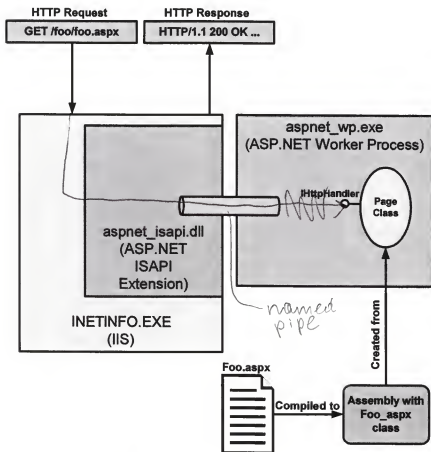 HTTP Request
HTTP Response
GET /foo/foo.aspx
HTTP/1.1 200 OK ...
aspnet_wp.exe
(ASP.NET Worker Process)
IHttpHandler
Page
Class
aspnet_isapi.dll
(ASP.NET
ISAPI
Extension)
named
pipe
INETINFO.EXE
(IIS)
Created from
Foo.aspx
Compiled to
Assembly with
Foo_aspx
class